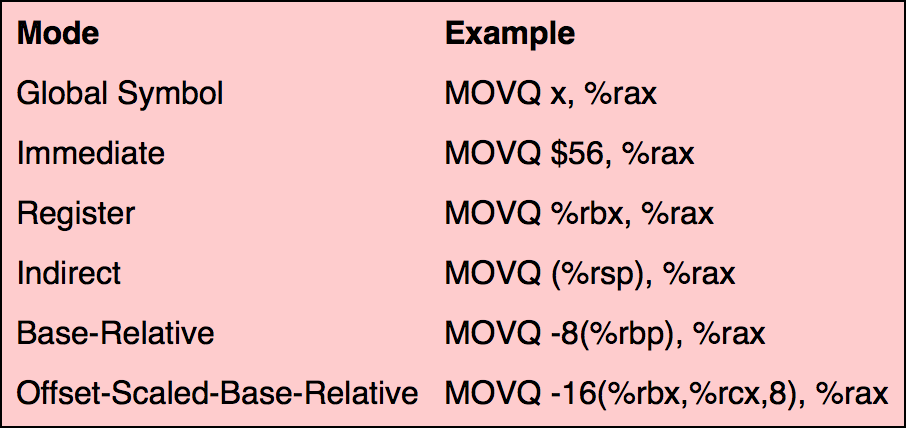 Mode Example
Global Symbol MOVQ x, %rax
Immediate MOVQ $56, %rax
Register MOVQ %rbx, %rax
Indirect MOVQ (%rsp), %rax
Base-Relative MOVQ -8(%rbp), %rax
Offset-Scaled-Base-Relative MOVQ -16(%rbx,%rcx,8), %rax